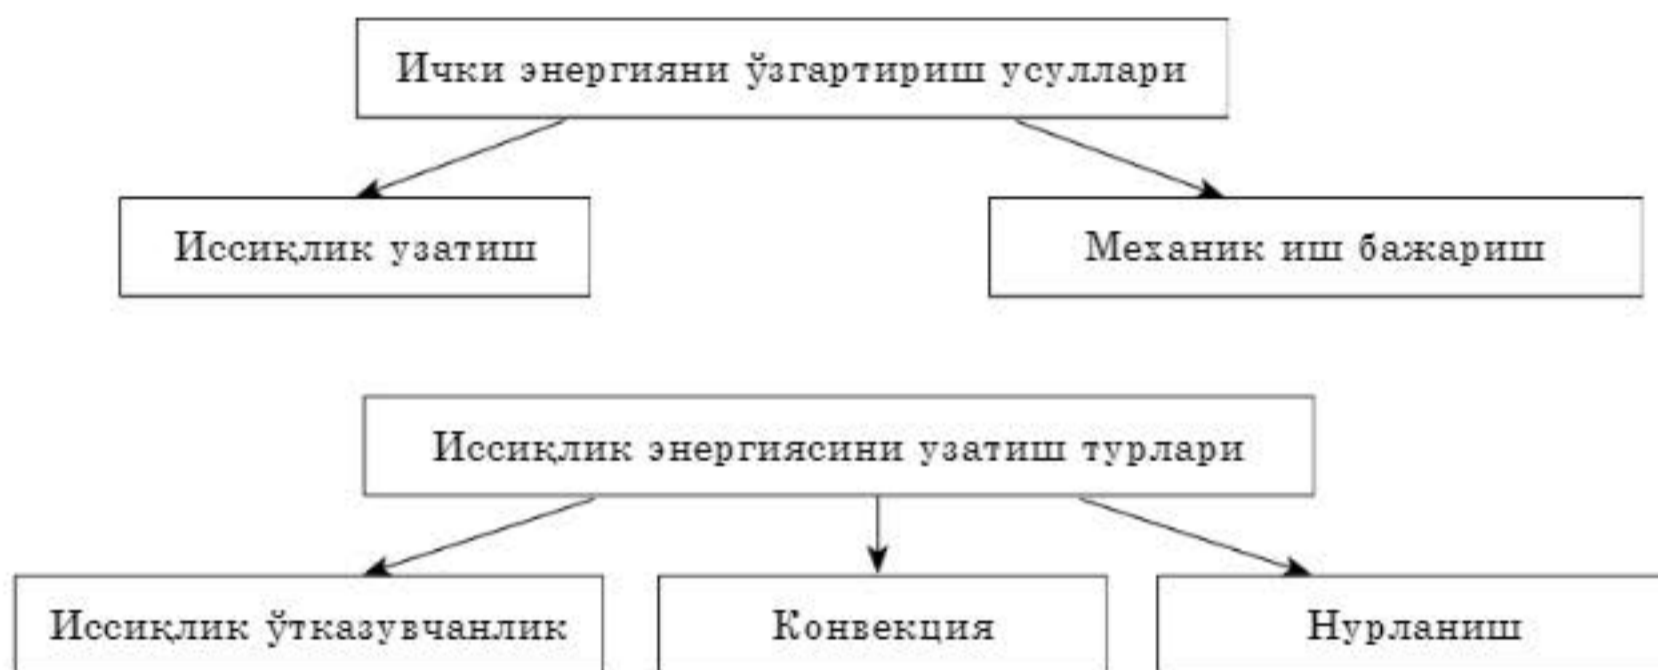 Ички энергияни ўзгартириш усуллари
Иссиқлик узатиш
Механик иш бажариш
Иссиқлик энергиясини узатиш турлари
Иссиқлик ўтказувчанлик
Конвекция
Нурланиш